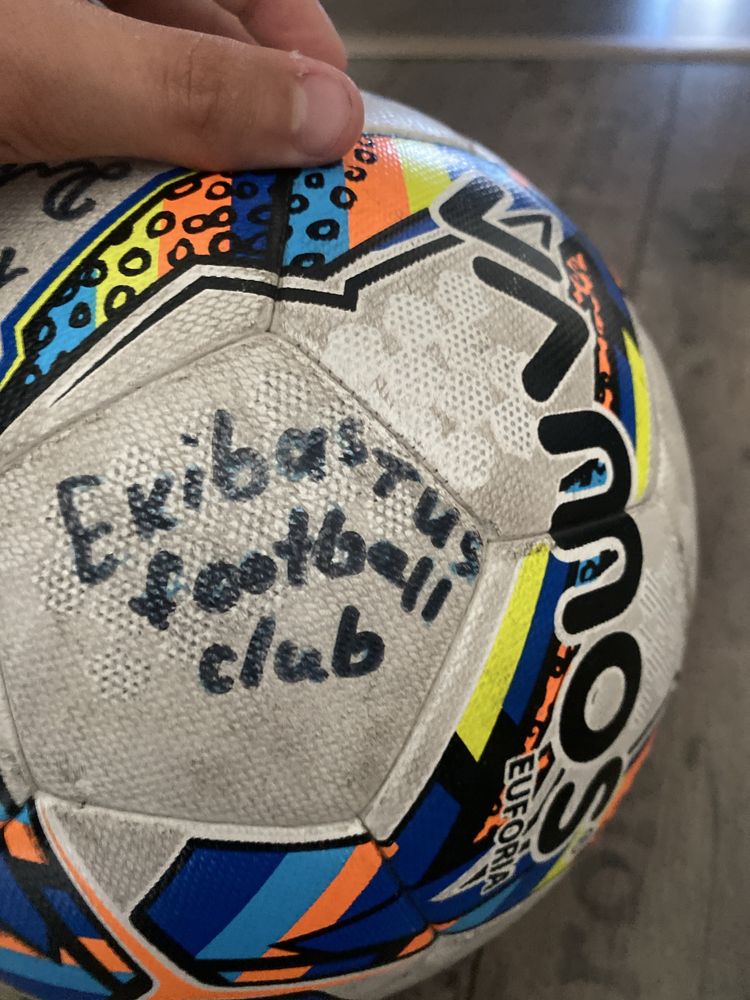 Ekibastus
football
club
VAMOS
EUFORIA